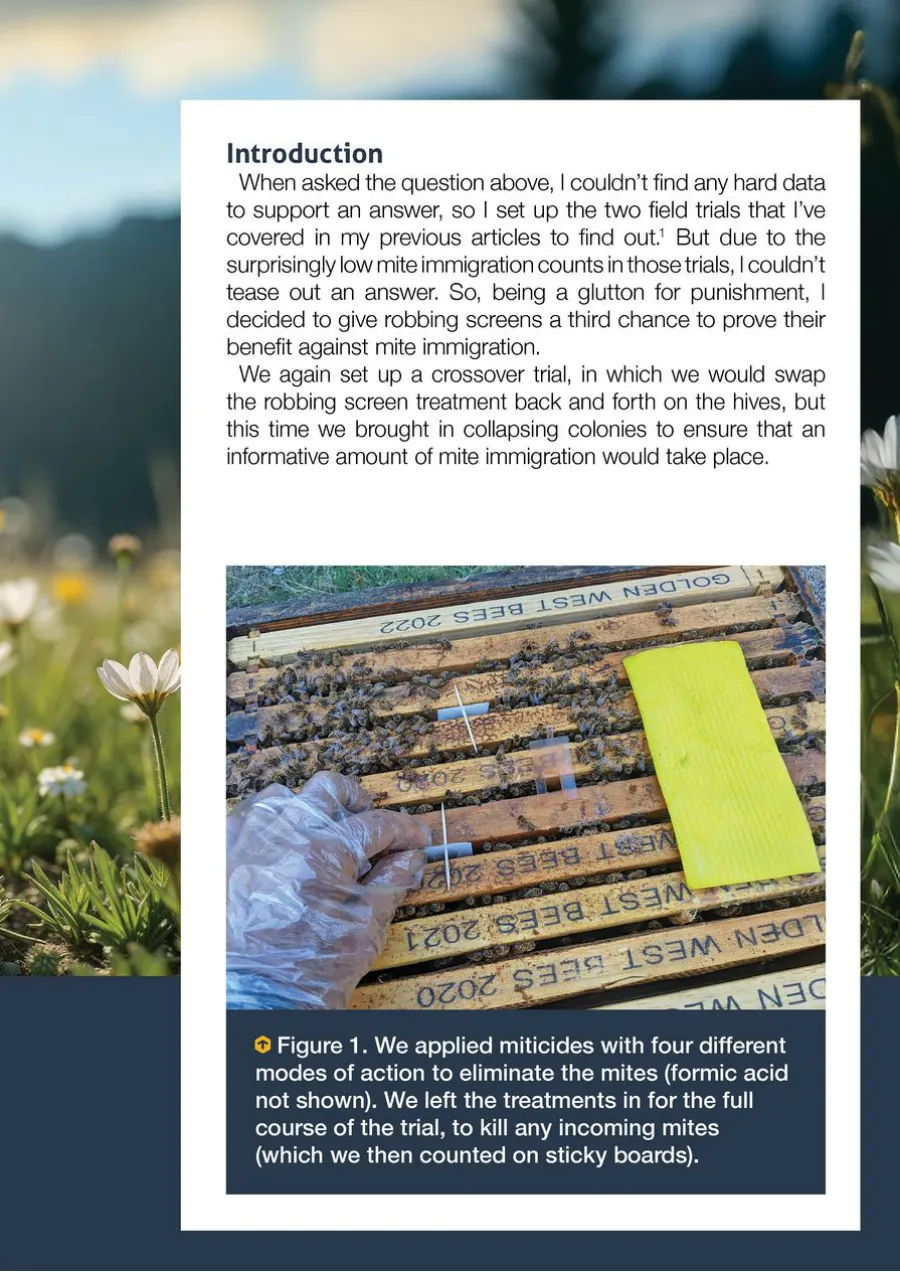 Introduction
When asked the question above, I couldn't find any hard data
to support an answer, so I set up the two field trials that I've
covered in my previous articles to find out.¹ But due to the
surprisingly low mite immigration counts in those trials, I couldn't
tease out an answer. So, being a glutton for punishment, I
decided to give robbing screens a third chance to prove their
benefit against mite immigration.
We again set up a crossover trial, in which we would swap
the robbing screen treatment back and forth on the hives, but
this time we brought in collapsing colonies to ensure that an
informative amount of mite immigration would take place.
GOLDEN WEST BEES 2022
BEES 2020
WEST BEES 202
WEST BEES 2021
LDEN WEST BEES 2020
DEN WES
Figure 1. We applied miticides with four different
modes of action to eliminate the mites (formic acid
not shown). We left the treatments in for the full
course of the trial, to kill any incoming mites
(which we then counted on sticky boards).